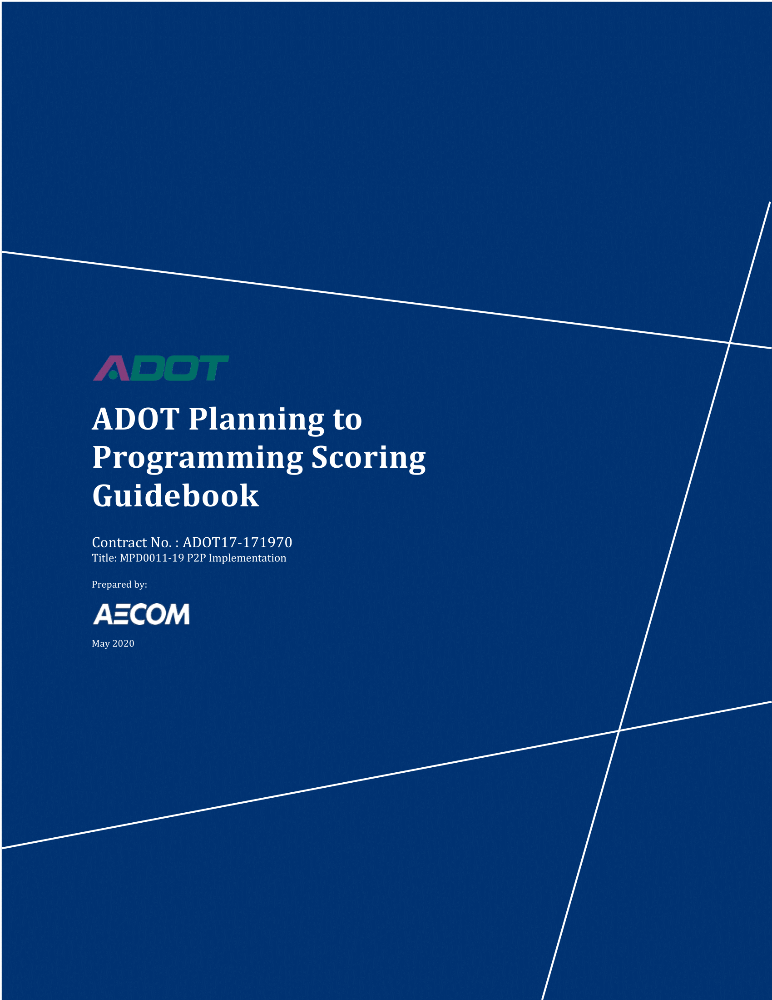 ADOT
ADOT Planning to
Programming Scoring
Guidebook
Contract No. : ADOT17-171970
Title: MPD0011-19 P2P Implementation
Prepared by:
AECOM
May 2020